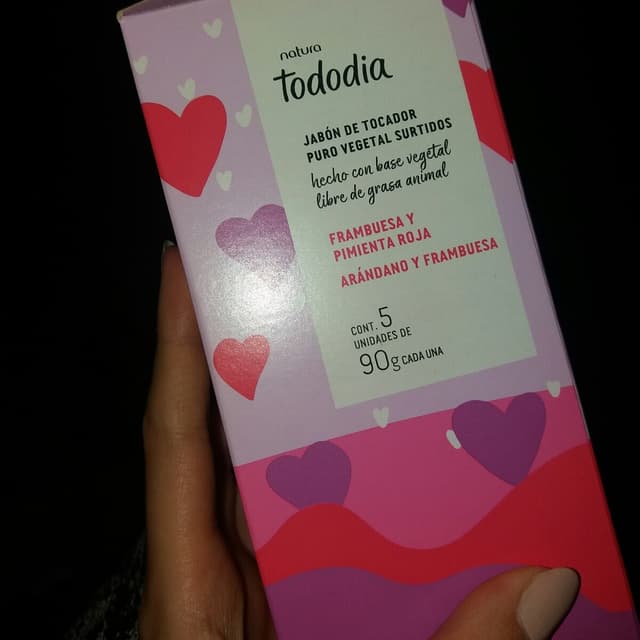 natura
tododia
JABÓN DE TOCADOR
PURO VEGETAL SURTIDOS
hecho con base vegetal
libre de grasa animal
FRAMBUESA Y
PIMIENTA ROJA
ARÁNDANO Y FRAMBUESA
CONT. 5
UNIDADES DE
90g CADA UNA